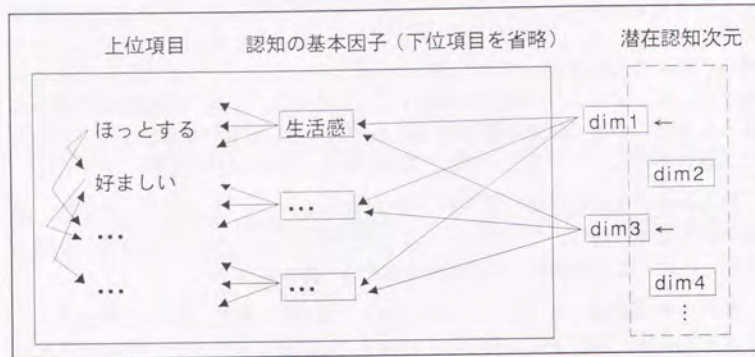 上位項目 認知の基本因子（下位項目を省略） 潜在認知次元
ほっとする 生活感 dim1 ←
dim2
好ましい ･･･
･･･ dim3 ←
･･･ ･･･ dim4
⋮